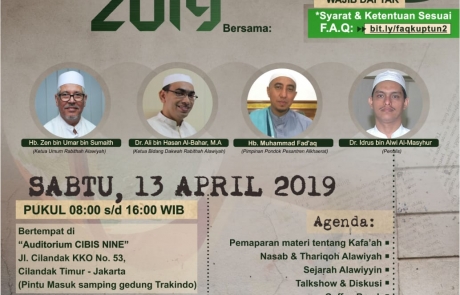 2019
Bersama:
WAJIB DAFTAR
*Syarat & Ketentuan Sesuai
F.A.Q: bit.ly/faqkuptun2
Hb. Zen bin Umar bin Sumaith
(Ketua Umum Rabithah Alawiyah)
Dr. Ali bin Hasan Al-Bahar, M.A
(Ketua Bidang Dakwah Rabithah Alawiyah)
Hb. Muhammad Fad'aq
(Pimpinan Pondok Pesantren Alkhairat)
Dr. Idrus bin Alwi Al-Masyhur
SABTU, 13 APRIL 2019
PUKUL 08:00 s/d 16:00 WIB
Bertempat di
"Auditorium CIBIS NINE"
Jl. Cilandak KKO No. 53,
Cilandak Timur - Jakarta
(Pintu Masuk samping gedung Trakindo)
Agenda:
Pemaparan materi tentang Kafa'ah
Nasab & Thariqoh Alawiyah
Sejarah Alawiyyin
Talkshow & Diskusi